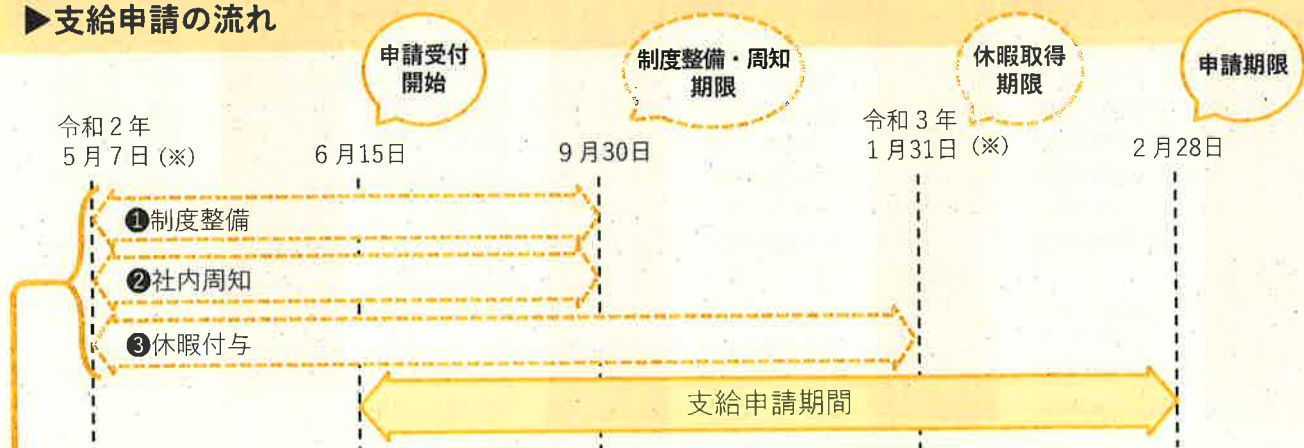 ▶支給申請の流れ
申請受付
開始
制度整備・周知
期限
休暇取得
期限
申請期限
令和2年
5月7日(※)
6月15日
9月30日
令和3年
1月31日(※)
2月28日
❶制度整備
❷社内周知
❸休暇付与
支給申請期間